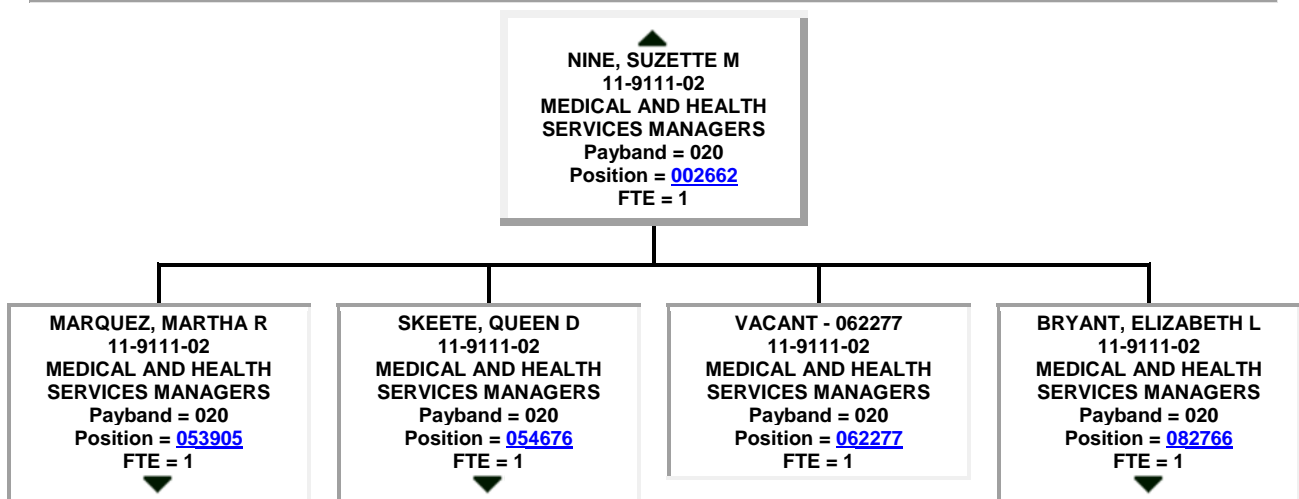 NINE, SUZETTE M
11-9111-02
MEDICAL AND HEALTH
SERVICES MANAGERS
Payband = 020
Position = 002662
FTE = 1
MARQUEZ, MARTHA R
11-9111-02
MEDICAL AND HEALTH
SERVICES MANAGERS
Payband = 020
Position = 053905
FTE = 1
SKEETE, QUEEN D
11-9111-02
MEDICAL AND HEALTH
SERVICES MANAGERS
Payband = 020
Position = 054676
FTE = 1
VACANT - 062277
11-9111-02
MEDICAL AND HEALTH
SERVICES MANAGERS
Payband = 020
Position = 062277
FTE = 1
BRYANT, ELIZABETH L
11-9111-02
MEDICAL AND HEALTH
SERVICES MANAGERS
Payband = 020
Position = 082766
FTE = 1